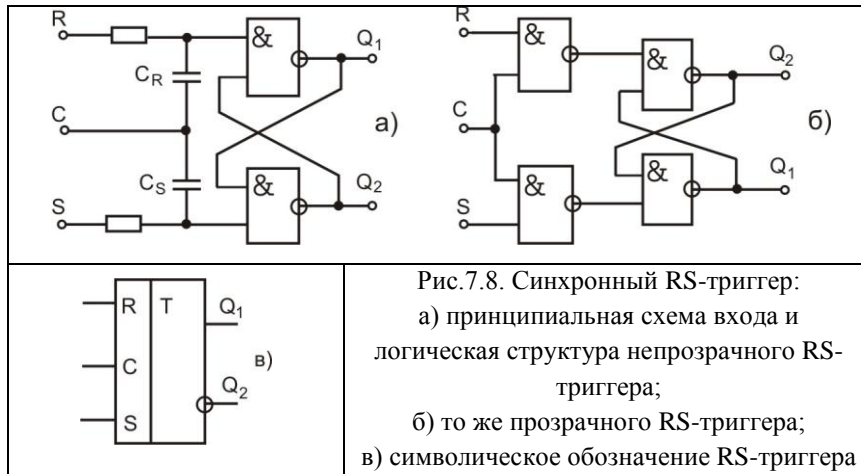 R
&
Q1
CR
C
а)
CS
&
Q2
S
R
&
&
Q2
C
б)
&
&
Q1
S
R T Q1
C
в)
Q2
S
Рис.7.8. Синхронный RS-триггер:
а) принципиальная схема входа и
логическая структура непрозрачного RS-
триггера;
б) то же прозрачного RS-триггера;
в) символическое обозначение RS-триггера